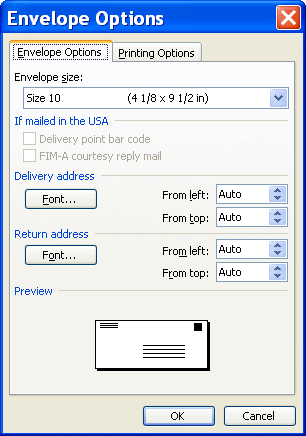 Envelope Options
Envelope Options Printing Options
Envelope size:
Size 10 (4 1/8 x 9 1/2 in)
If mailed in the USA
Delivery point bar code
FIM-A courtesy reply mail
Delivery address
Font... From left: Auto
From top: Auto
Return address
Font... From left: Auto
From top: Auto
Preview
OK Cancel